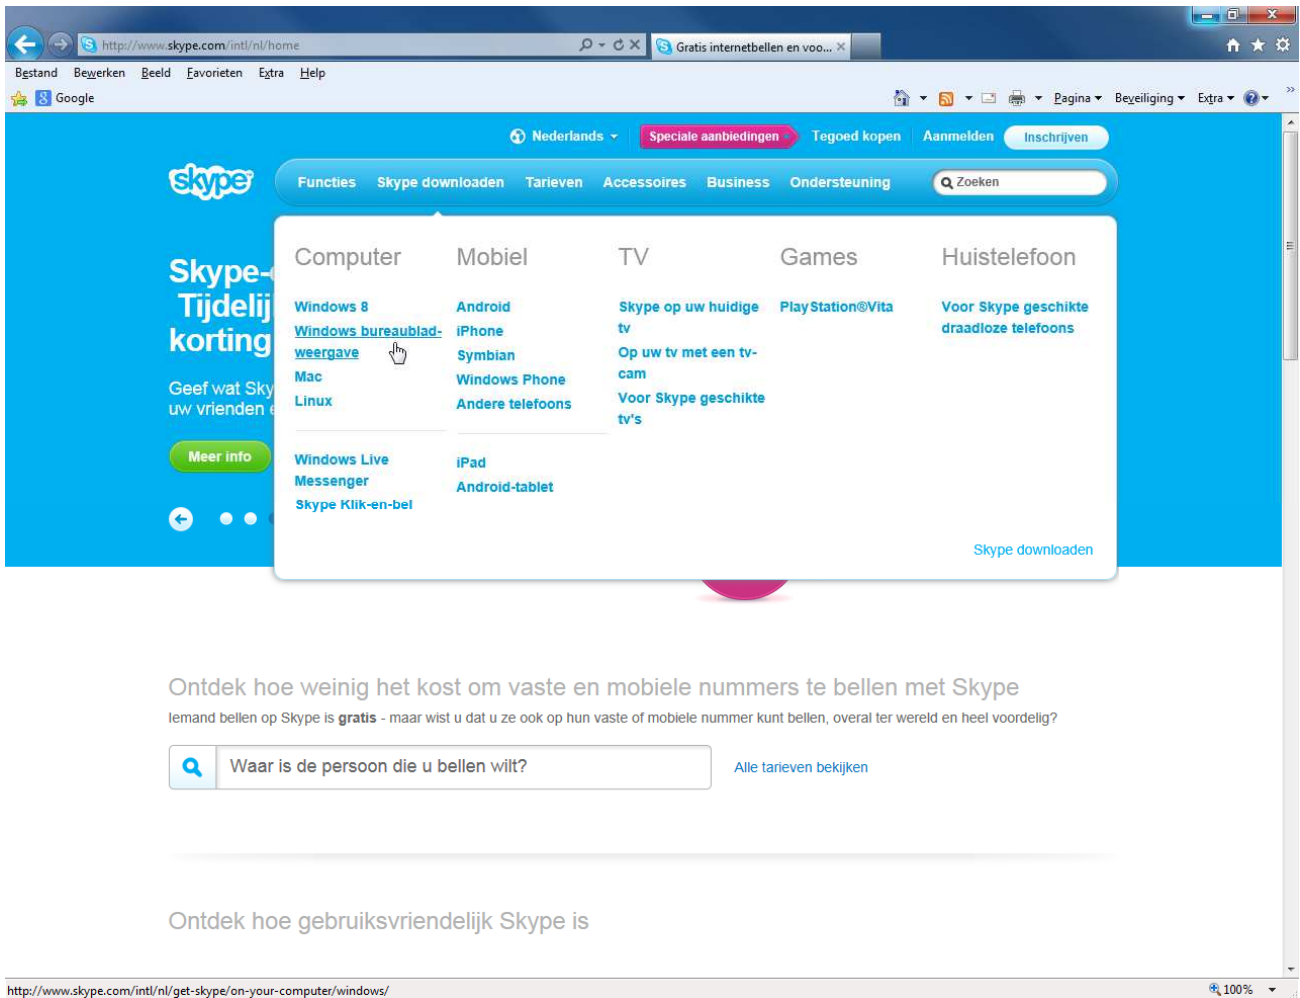 http://www.skype.com/intl/nl/home
Gratis internetbellen en voo...
Bestand Bewerken Beeld Favorieten Extra Help
Google
Pagina Beveiliging Extra
Nederlands Speciale aanbiedingen Tegoed kopen Aanmelden Inschrijven
skype
Functies Skype downloaden Tarieven Accessoires Business Ondersteuning Zoeken
Computer
Windows 8
Windows bureaublad-
weergave
Mac
Linux
Windows Live
Messenger
Skype Klik-en-bel
Mobiel
Android
iPhone
Symbian
Windows Phone
Andere telefoons
iPad
Android-tablet
TV
Skype op uw huidige
tv
Op uw tv met een tv-
cam
Voor Skype geschikte
tv's
Games
PlayStation®Vita
Huistelefoon
Voor Skype geschikte
draadloze telefoons
Skype downloaden
Skype-
Tijdelij
korting
Geef wat Sky
uw vrienden e
Meer info
Ontdek hoe weinig het kost om vaste en mobiele nummers te bellen met Skype
Iemand bellen op Skype is gratis - maar wist u dat u ze ook op hun vaste of mobiele nummer kunt bellen, overal ter wereld en heel voordelig?
Waar is de persoon die u bellen wilt?
Alle tarieven bekijken
Ontdek hoe gebruiksvriendelijk Skype is
http://www.skype.com/intl/nl/get-skype/on-your-computer/windows/
100%